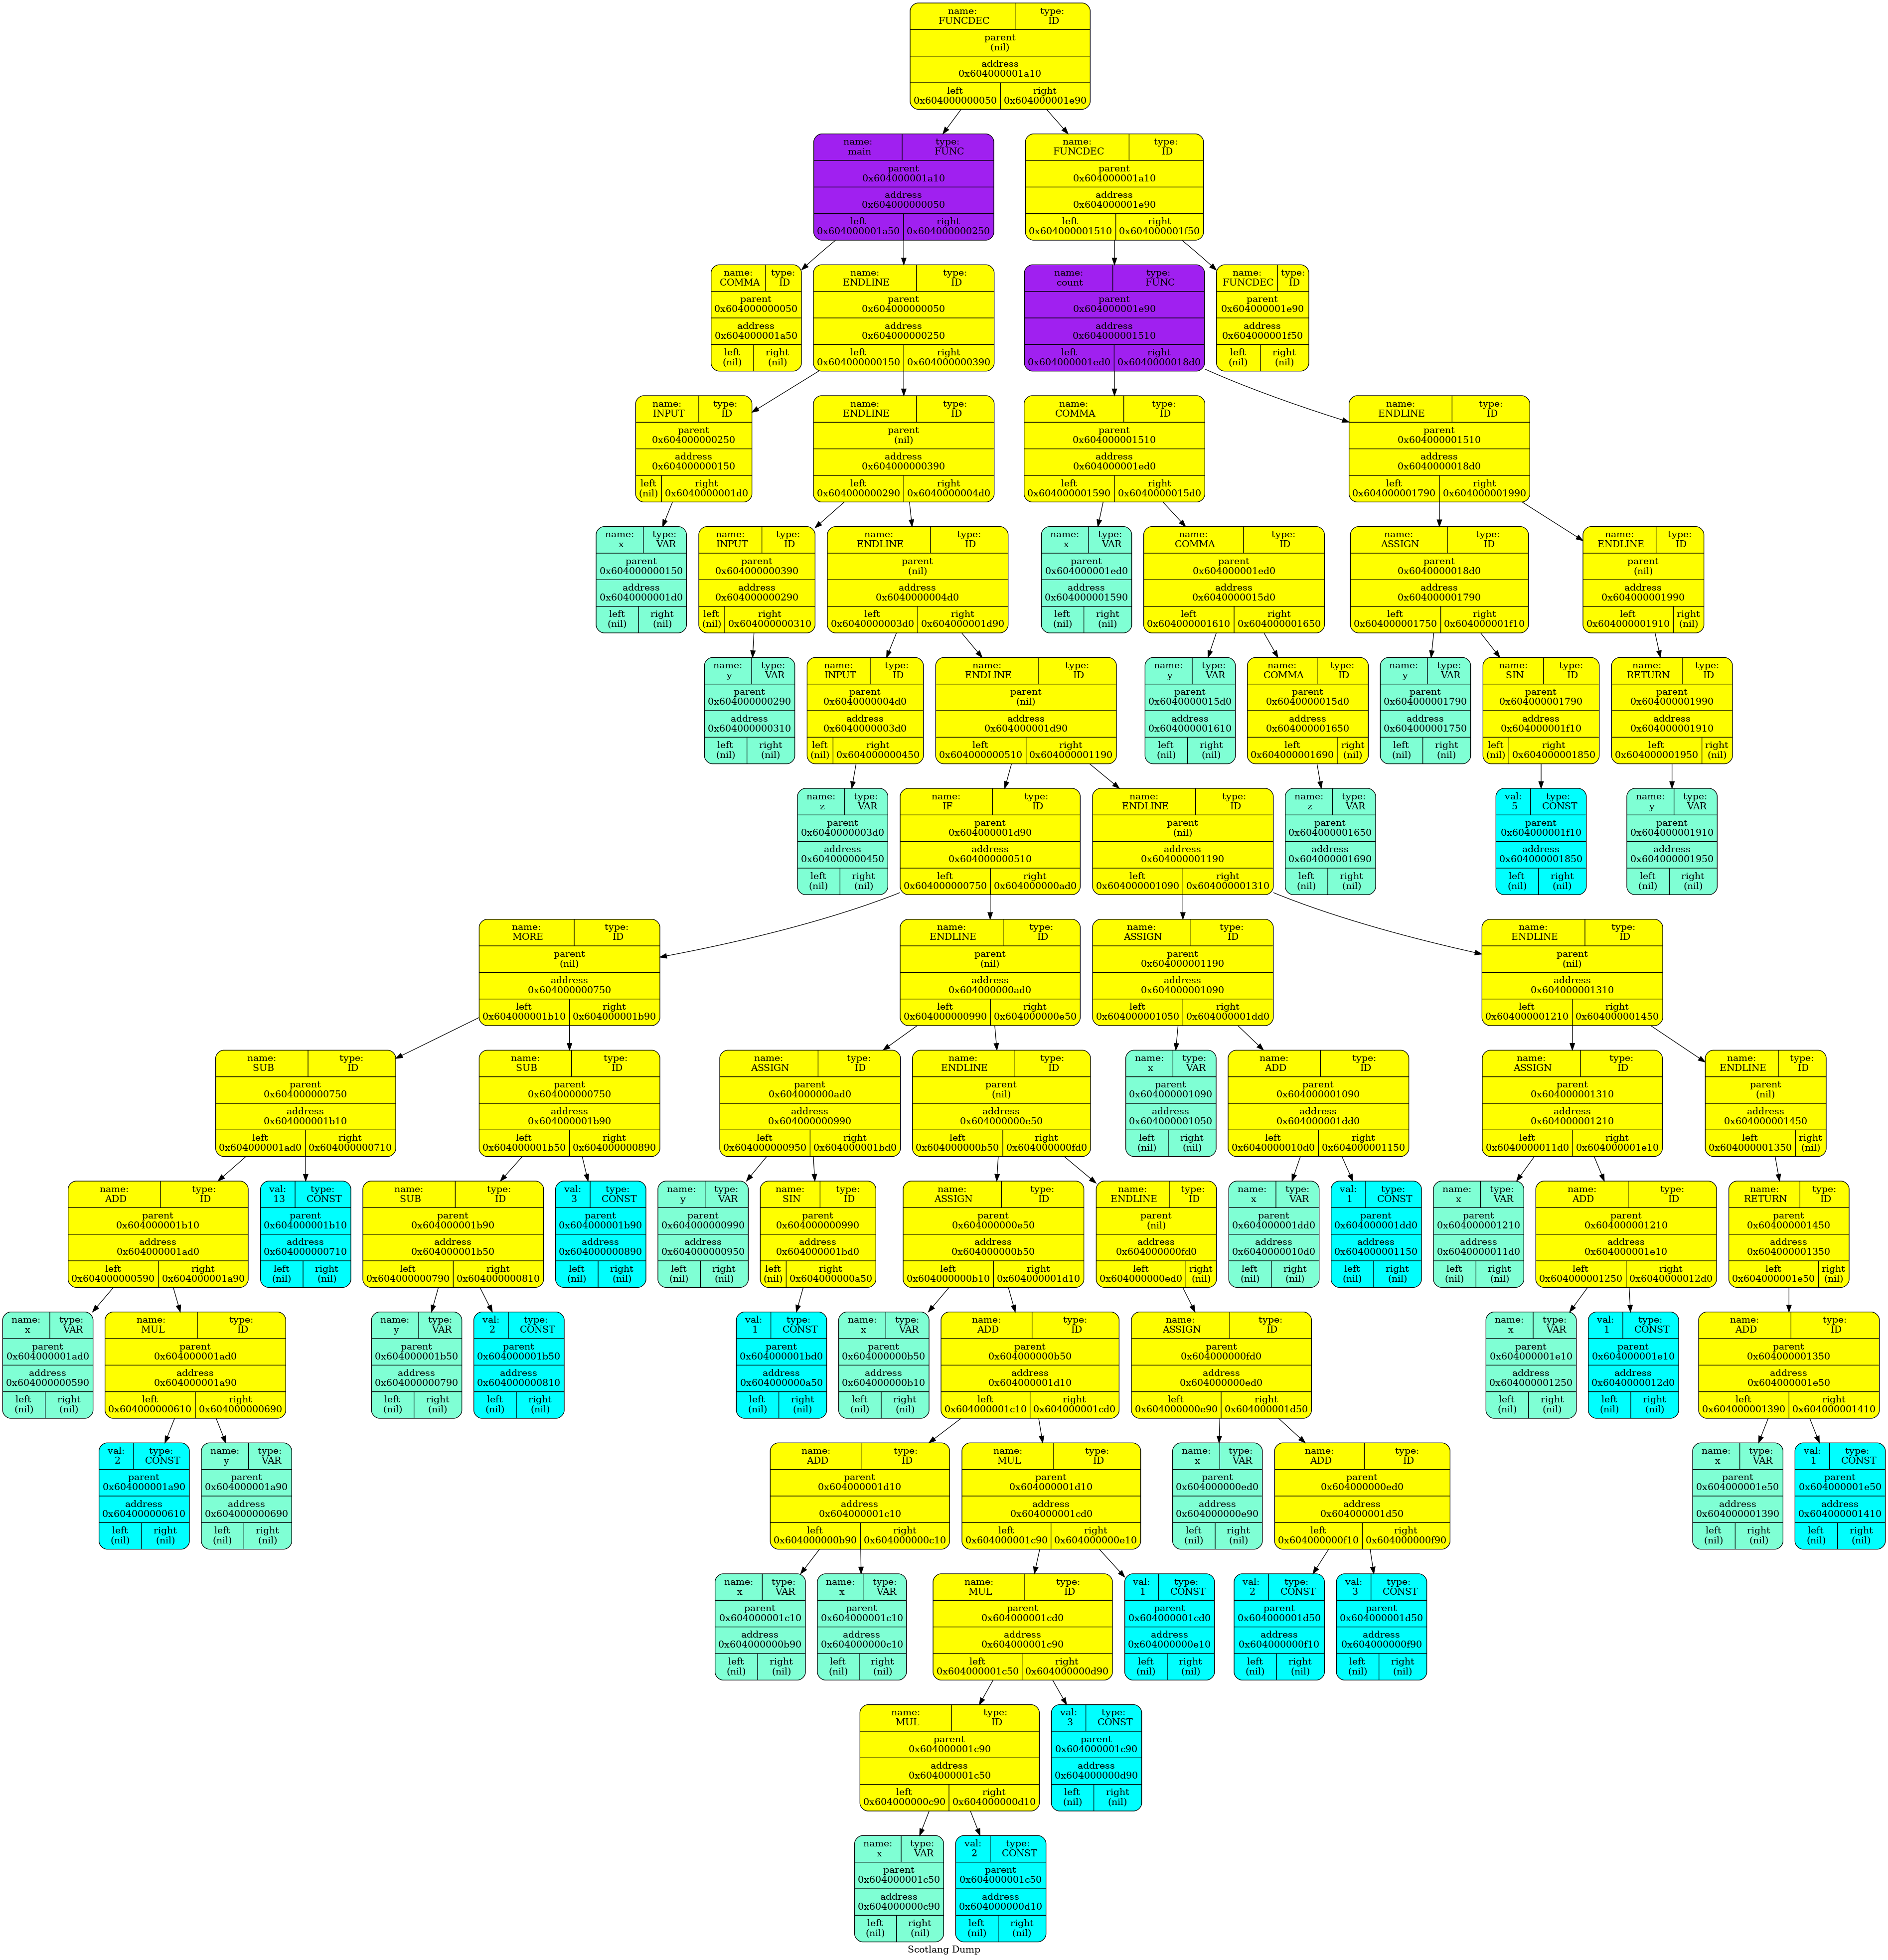 name: type:
FUNCDEC ID
parent
(nil)
address
0x604000001a10
left right
0x604000000050 0x604000001e90
name: type:
main FUNC
parent
0x604000001a10
address
0x604000000050
left right
0x604000001a50 0x604000000250
name: type:
FUNCDEC ID
parent
0x604000001a10
address
0x604000001e90
left right
0x604000001510 0x604000001f50
name: type:
COMMA ID
parent
0x604000000050
address
0x604000001a50
left right
(nil) (nil)
name: type:
ENDLINE ID
parent
0x604000000050
address
0x604000000250
left right
0x604000000150 0x604000000390
name: type:
count FUNC
parent
0x604000001e90
address
0x604000001510
left right
0x604000001ed0 0x6040000018d0
name: type:
FUNCDEC ID
parent
0x604000001e90
address
0x604000001f50
left right
(nil) (nil)
name: type:
INPUT ID
parent
0x604000000250
address
0x604000000150
left right
(nil) 0x6040000001d0
name: type:
ENDLINE ID
parent
(nil)
address
0x604000000390
left right
0x604000000290 0x6040000004d0
name: type:
COMMA ID
parent
0x604000001510
address
0x604000001ed0
left right
0x604000001590 0x6040000015d0
name: type:
ENDLINE ID
parent
0x604000001510
address
0x6040000018d0
left right
0x604000001790 0x604000001990
name: type:
x VAR
parent
0x604000000150
address
0x6040000001d0
left right
(nil) (nil)
name: type:
INPUT ID
parent
0x604000000390
address
0x604000000290
left right
(nil) 0x604000000310
name: type:
ENDLINE ID
parent
(nil)
address
0x6040000004d0
left right
0x6040000003d0 0x604000001d90
name: type:
x VAR
parent
0x604000001ed0
address
0x604000001590
left right
(nil) (nil)
name: type:
COMMA ID
parent
0x604000001ed0
address
0x6040000015d0
left right
0x604000001610 0x604000001650
name: type:
ASSIGN ID
parent
0x6040000018d0
address
0x604000001790
left right
0x604000001750 0x604000001f10
name: type:
ENDLINE ID
parent
(nil)
address
0x604000001990
left right
0x604000001910 (nil)
name: type:
y VAR
parent
0x604000000290
address
0x604000000310
left right
(nil) (nil)
name: type:
INPUT ID
parent
0x6040000004d0
address
0x6040000003d0
left right
(nil) 0x604000000450
name: type:
ENDLINE ID
parent
(nil)
address
0x604000001d90
left right
0x604000000510 0x604000001190
name: type:
y VAR
parent
0x6040000015d0
address
0x604000001610
left right
(nil) (nil)
name: type:
COMMA ID
parent
0x6040000015d0
address
0x604000001650
left right
0x604000001690 (nil)
name: type:
y VAR
parent
0x604000001790
address
0x604000001750
left right
(nil) (nil)
name: type:
SIN ID
parent
0x604000001790
address
0x604000001f10
left right
(nil) 0x604000001850
name: type:
RETURN ID
parent
0x604000001990
address
0x604000001910
left right
0x604000001950 (nil)
name: type:
z VAR
parent
0x6040000003d0
address
0x604000000450
left right
(nil) (nil)
name: type:
IF ID
parent
0x604000001d90
address
0x604000000510
left right
0x604000000750 0x604000000ad0
name: type:
ENDLINE ID
parent
(nil)
address
0x604000001190
left right
0x604000001090 0x604000001310
name: type:
z VAR
parent
0x604000001650
address
0x604000001690
left right
(nil) (nil)
val: type:
5 CONST
parent
0x604000001f10
address
0x604000001850
left right
(nil) (nil)
name: type:
y VAR
parent
0x604000001910
address
0x604000001950
left right
(nil) (nil)
name: type:
MORE ID
parent
(nil)
address
0x604000000750
left right
0x604000001b10 0x604000001b90
name: type:
ENDLINE ID
parent
(nil)
address
0x604000000ad0
left right
0x604000000990 0x604000000e50
name: type:
ASSIGN ID
parent
0x604000001190
address
0x604000001090
left right
0x604000001050 0x604000001dd0
name: type:
ENDLINE ID
parent
(nil)
address
0x604000001310
left right
0x604000001210 0x604000001450
name: type:
SUB ID
parent
0x604000000750
address
0x604000001b10
left right
0x604000001ad0 0x604000000710
name: type:
SUB ID
parent
0x604000000750
address
0x604000001b90
left right
0x604000001b50 0x604000000890
name: type:
ASSIGN ID
parent
0x604000000ad0
address
0x604000000990
left right
0x604000000950 0x604000001bd0
name: type:
ENDLINE ID
parent
(nil)
address
0x604000000e50
left right
0x604000000b50 0x604000000fd0
name: type:
x VAR
parent
0x604000001090
address
0x604000001050
left right
(nil) (nil)
name: type:
ADD ID
parent
0x604000001090
address
0x604000001dd0
left right
0x6040000010d0 0x604000001150
name: type:
ASSIGN ID
parent
0x604000001310
address
0x604000001210
left right
0x6040000011d0 0x604000001e10
name: type:
ENDLINE ID
parent
(nil)
address
0x604000001450
left right
0x604000001350 (nil)
name: type:
ADD ID
parent
0x604000001b10
address
0x604000001ad0
left right
0x604000000590 0x604000001a90
val: type:
13 CONST
parent
0x604000001b10
address
0x604000000710
left right
(nil) (nil)
name: type:
SUB ID
parent
0x604000001b90
address
0x604000001b50
left right
0x604000000790 0x604000000810
val: type:
3 CONST
parent
0x604000001b90
address
0x604000000890
left right
(nil) (nil)
name: type:
y VAR
parent
0x604000000990
address
0x604000000950
left right
(nil) (nil)
name: type:
SIN ID
parent
0x604000000990
address
0x604000001bd0
left right
(nil) 0x604000000a50
name: type:
ASSIGN ID
parent
0x604000000e50
address
0x604000000b50
left right
0x604000000b10 0x604000001d10
name: type:
ENDLINE ID
parent
(nil)
address
0x604000000fd0
left right
0x604000000ed0 (nil)
name: type:
x VAR
parent
0x604000001dd0
address
0x6040000010d0
left right
(nil) (nil)
val: type:
1 CONST
parent
0x604000001dd0
address
0x604000001150
left right
(nil) (nil)
name: type:
x VAR
parent
0x604000001210
address
0x6040000011d0
left right
(nil) (nil)
name: type:
ADD ID
parent
0x604000001210
address
0x604000001e10
left right
0x604000001250 0x6040000012d0
name: type:
RETURN ID
parent
0x604000001450
address
0x604000001350
left right
0x604000001e50 (nil)
name: type:
x VAR
parent
0x604000001ad0
address
0x604000000590
left right
(nil) (nil)
name: type:
MUL ID
parent
0x604000001ad0
address
0x604000001a90
left right
0x604000000610 0x604000000690
name: type:
y VAR
parent
0x604000001b50
address
0x604000000790
left right
(nil) (nil)
val: type:
2 CONST
parent
0x604000001b50
address
0x604000000810
left right
(nil) (nil)
val: type:
1 CONST
parent
0x604000001bd0
address
0x604000000a50
left right
(nil) (nil)
name: type:
x VAR
parent
0x604000000b50
address
0x604000000b10
left right
(nil) (nil)
name: type:
ADD ID
parent
0x604000000b50
address
0x604000001d10
left right
0x604000001c10 0x604000001cd0
name: type:
ASSIGN ID
parent
0x604000000fd0
address
0x604000000ed0
left right
0x604000000e90 0x604000001d50
name: type:
x VAR
parent
0x604000001e10
address
0x604000001250
left right
(nil) (nil)
val: type:
1 CONST
parent
0x604000001e10
address
0x6040000012d0
left right
(nil) (nil)
name: type:
ADD ID
parent
0x604000001350
address
0x604000001e50
left right
0x604000001390 0x604000001410
val: type:
2 CONST
parent
0x604000001a90
address
0x604000000610
left right
(nil) (nil)
name: type:
y VAR
parent
0x604000001a90
address
0x604000000690
left right
(nil) (nil)
name: type:
ADD ID
parent
0x604000001d10
address
0x604000001c10
left right
0x604000000b90 0x604000000c10
name: type:
MUL ID
parent
0x604000001d10
address
0x604000001cd0
left right
0x604000001c90 0x604000000e10
name: type:
x VAR
parent
0x604000000ed0
address
0x604000000e90
left right
(nil) (nil)
name: type:
ADD ID
parent
0x604000000ed0
address
0x604000001d50
left right
0x604000000f10 0x604000000f90
name: type:
x VAR
parent
0x604000001e50
address
0x604000001390
left right
(nil) (nil)
val: type:
1 CONST
parent
0x604000001e50
address
0x604000001410
left right
(nil) (nil)
name: type:
x VAR
parent
0x604000001c10
address
0x604000000b90
left right
(nil) (nil)
name: type:
x VAR
parent
0x604000001c10
address
0x604000000c10
left right
(nil) (nil)
name: type:
MUL ID
parent
0x604000001cd0
address
0x604000001c90
left right
0x604000001c50 0x604000000d90
val: type:
1 CONST
parent
0x604000001cd0
address
0x604000000e10
left right
(nil) (nil)
val: type:
2 CONST
parent
0x604000001d50
address
0x604000000f10
left right
(nil) (nil)
val: type:
3 CONST
parent
0x604000001d50
address
0x604000000f90
left right
(nil) (nil)
name: type:
MUL ID
parent
0x604000001c90
address
0x604000001c50
left right
0x604000000c90 0x604000000d10
val: type:
3 CONST
parent
0x604000001c90
address
0x604000000d90
left right
(nil) (nil)
name: type:
x VAR
parent
0x604000001c50
address
0x604000000c90
left right
(nil) (nil)
val: type:
2 CONST
parent
0x604000001c50
address
0x604000000d10
left right
(nil) (nil)
Scotlang Dump